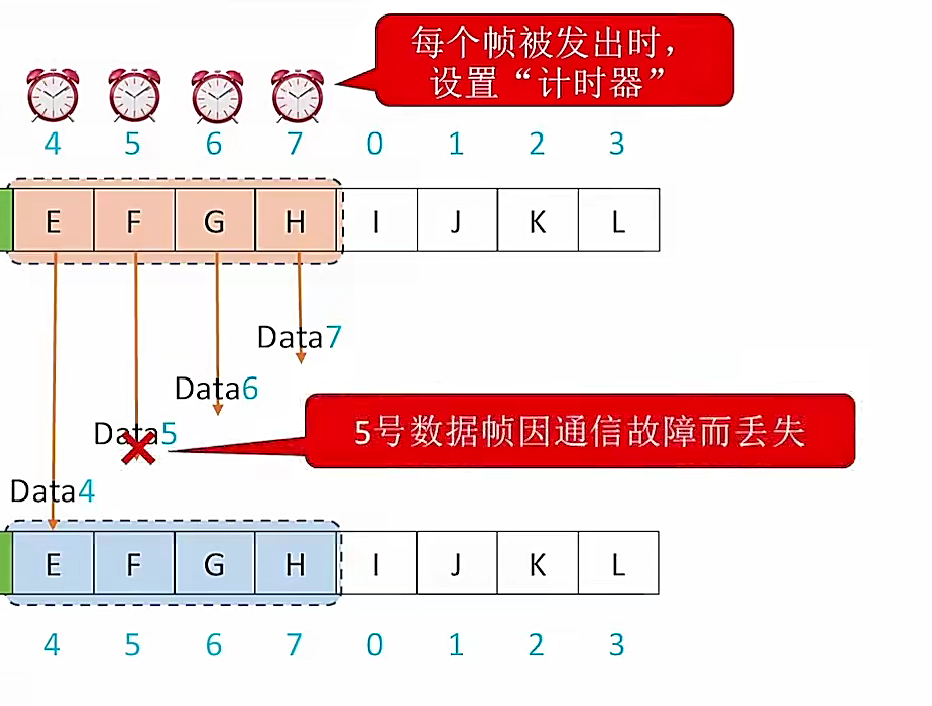 每个帧被发出时，
设置“计时器”
4 5 6 7 0 1 2 3
E F G H I J K L
Data7
Data6
Data5
5号数据帧因通信故障而丢失
Data4
E F G H I J K L
4 5 6 7 0 1 2 3